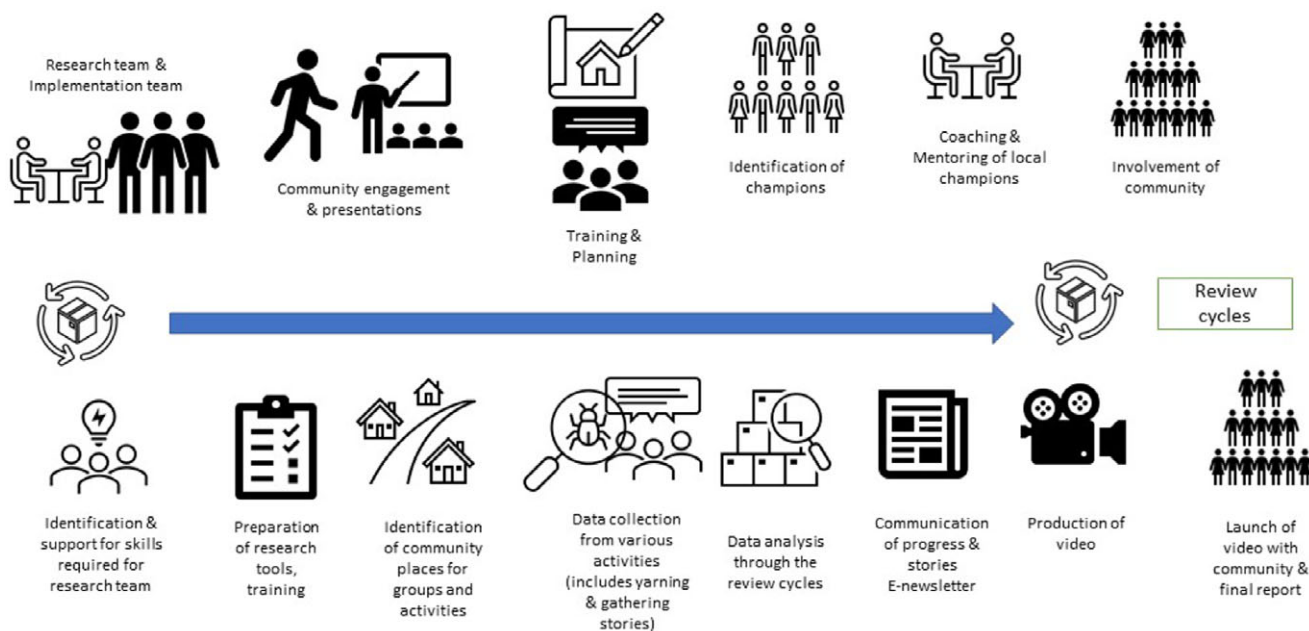 Research team &
Implementation team
Community engagement
& presentations
Training &
Planning
Identification of
champions
Coaching &
Mentoring of local
champions
Involvement of
community
Review
cycles
Identification &
support for skills
required for
research team
Preparation
of research
tools,
training
Identification
of community
places for
groups and
activities
Data collection
from various
activities
(includes yarning
& gathering
stories)
Data analysis
through the
review cycles
Communication
of progress &
stories
E-newsletter
Production of
video
Launch of
video with
community &
final report